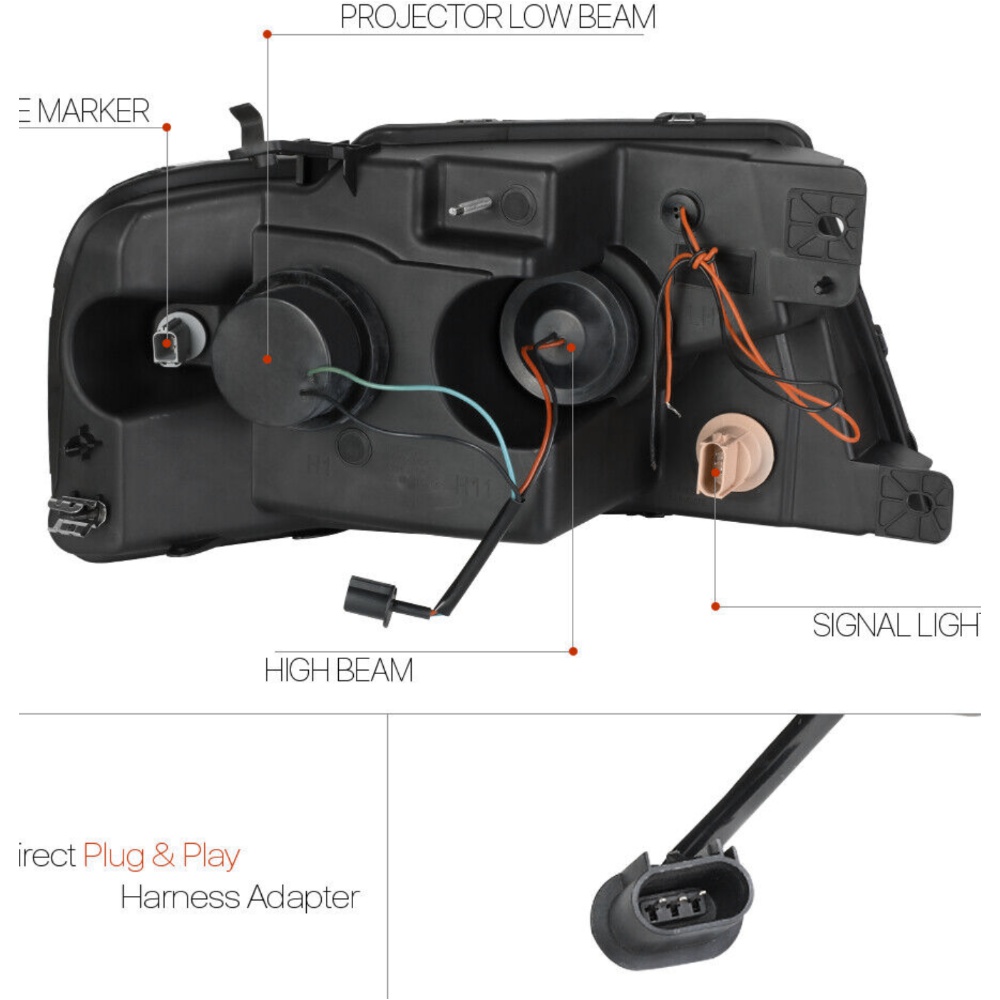 PROJECTOR LOW BEAM
E MARKER
HIGH BEAM
SIGNAL LIGH
irect Plug & Play
Harness Adapter